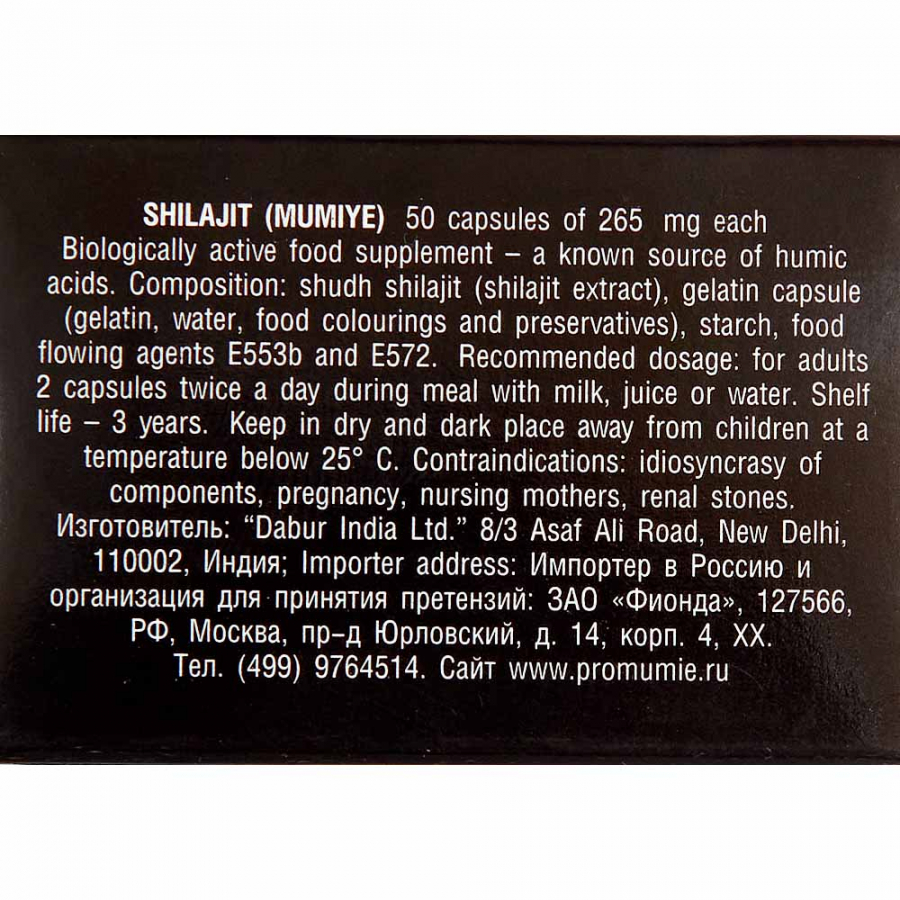 SHILAJIT (MUMIYE) 50 capsules of 265 mg each
Biologically active food supplement – a known source of humic
acids. Composition: shudh shilajit (shilajit extract), gelatin capsule
(gelatin, water, food colourings and preservatives), starch, food
flowing agents E553b and E572. Recommended dosage: for adults
2 capsules twice a day during meal with milk, juice or water. Shelf
life – 3 years. Keep in dry and dark place away from children at a
temperature below 25° C. Contraindications: idiosyncrasy of
components, pregnancy, nursing mothers, renal stones.
Изготовитель: “Dabur India Ltd.” 8/3 Asaf Ali Road, New Delhi,
110002, Индия; Importer address: Импортер в Россию и
организация для принятия претензий: ЗАО «Фионда», 127566,
РФ, Москва, пр–д Юрловский, д. 14, корп. 4, XX.
Тел. (499) 9764514. Сайт www.promumie.ru